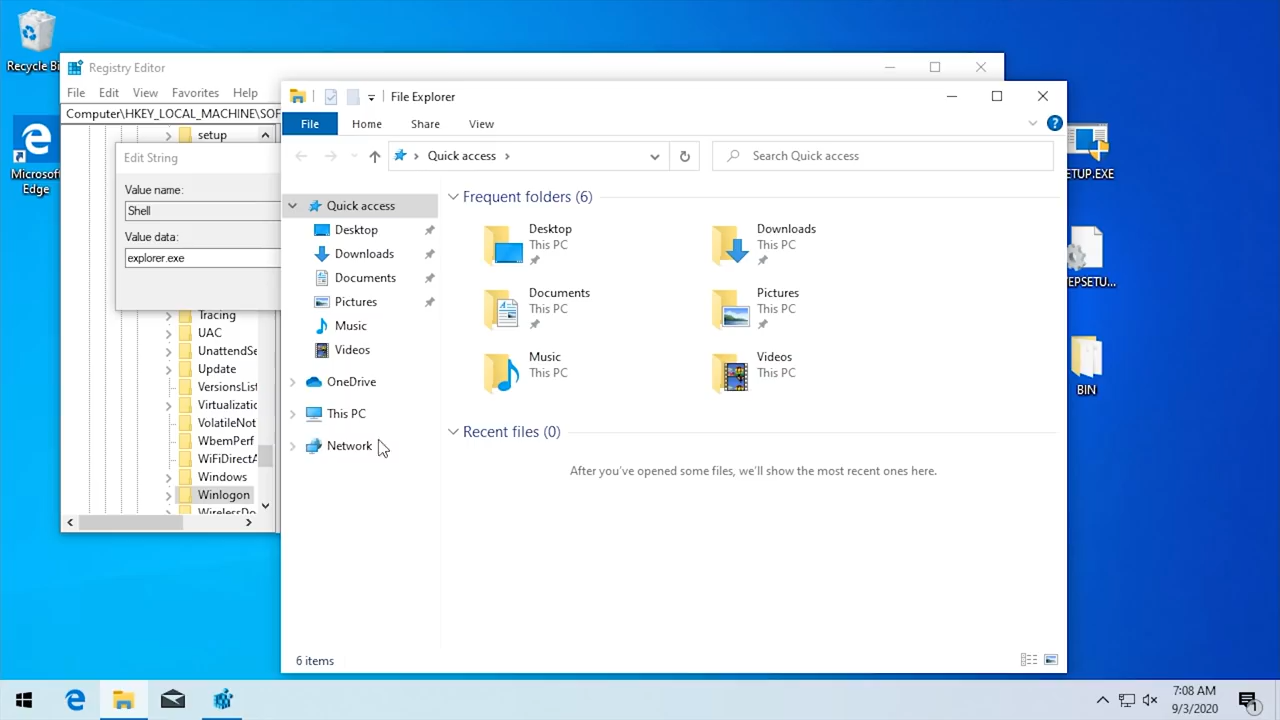 Recycle Bi
Microsoft
Edge
Registry Editor
File Edit View Favorites Help
Computer\HKEY_LOCAL_MACHINE\SOF
setup
Edit String
Value name:
Shell
Value data:
explorer.exe
Tracing
UAC
UnattendSe
Update
VersionsList
Virtualizatio
VolatileNot
WbemPerf
WiFiDirectA
Windows
Winlogon
WirelessDo
File Explorer
File Home Share View
Quick access
Search Quick access
Quick access
Desktop
Downloads
Documents
Pictures
Music
Videos
OneDrive
This PC
Network
Frequent folders (6)
Desktop
This PC
Downloads
This PC
Documents
This PC
Pictures
This PC
Music
This PC
Videos
This PC
Recent files (0)
After you've opened some files, we'll show the most recent ones here.
6 items
ETUP.EXE
EPSETU...
BIN
7:08 AM
9/3/2020
1